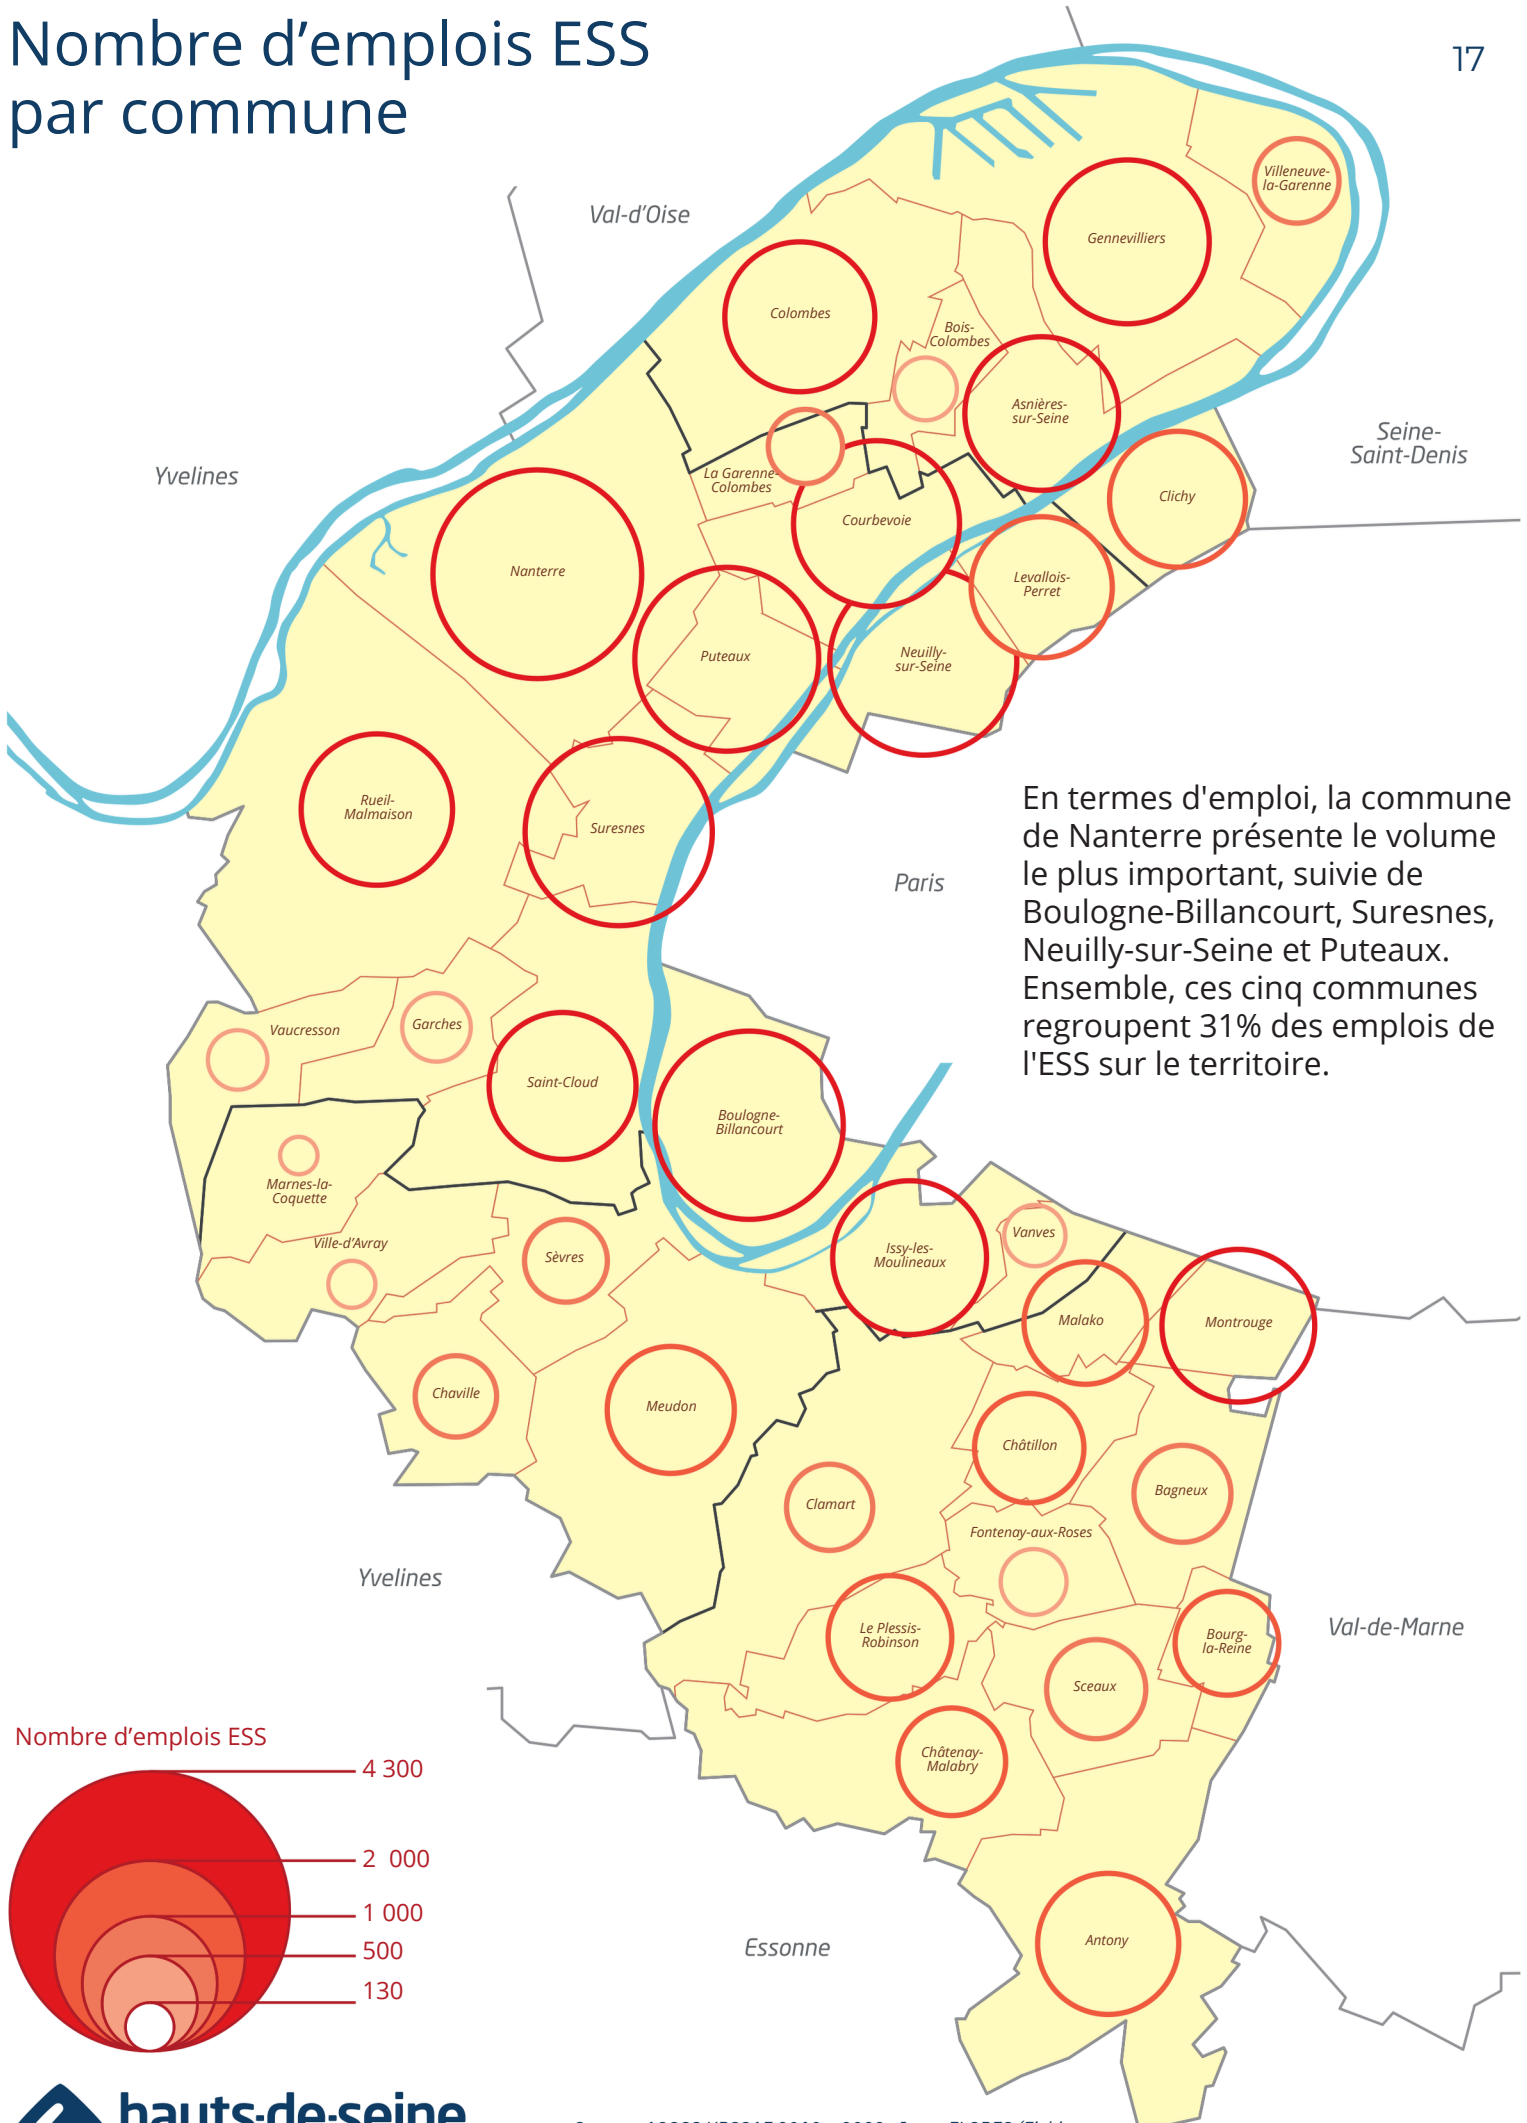 Nombre d’emplois ESS
par commune
17
Val-d’Oise
Villeneuve-
la-Garenne
Gennevilliers
Colombes
Bois-
Colombes
Asnières-
sur-Seine
Seine-
Saint-Denis
Yvelines
La Garenne-
Colombes
Clichy
Courbevoie
Nanterre
Levallois-
Perret
Puteaux
Neuilly-
sur-Seine
Rueil-
Malmaison
Suresnes
Paris
En termes d'emploi, la commune
de Nanterre présente le volume
le plus important, suivie de
Boulogne-Billancourt, Suresnes,
Neuilly-sur-Seine et Puteaux.
Ensemble, ces cinq communes
regroupent 31% des emplois de
l'ESS sur le territoire.
Vaucresson
Garches
Saint-Cloud
Boulogne-
Billancourt
Marnes-la-
Coquette
Ville-d’Avray
Sèvres
Issy-les-
Moulineaux
Vanves
Malako
Montrouge
Chaville
Meudon
Châtillon
Clamart
Bagneux
Fontenay-aux-Roses
Yvelines
Le Plessis-
Robinson
Bourg-
la-Reine
Val-de-Marne
Sceaux
Châtenay-
Malabry
Antony
Essonne
Nombre d’emplois ESS
4 300
2 000
1 000
500
130
hauts-de-seine